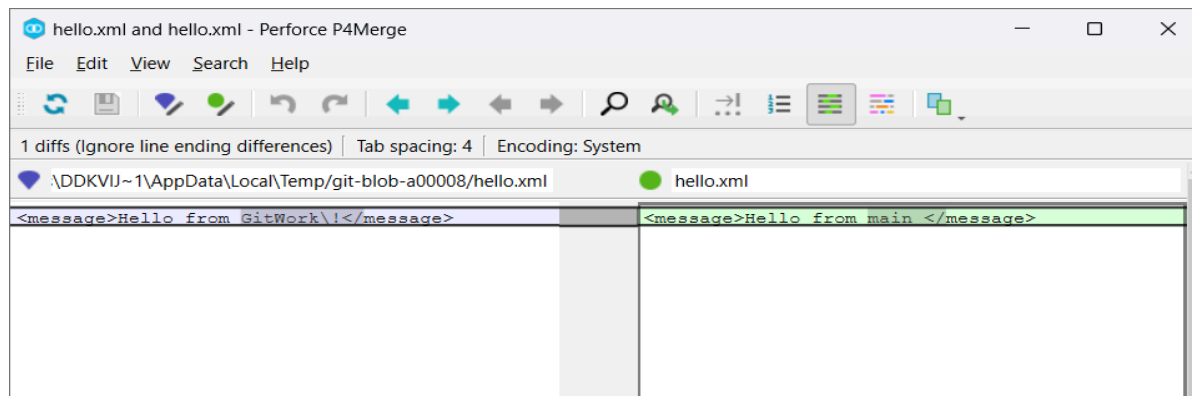 hello.xml and hello.xml - Perforce P4Merge
File Edit View Search Help
1 diffs (Ignore line ending differences) Tab spacing: 4 Encoding: System
:\DDKVIJ~1\AppData\Local\Temp/git-blob-a00008/hello.xml hello.xml
<message>Hello from GitWork\!</message> <message>Hello from main </message>